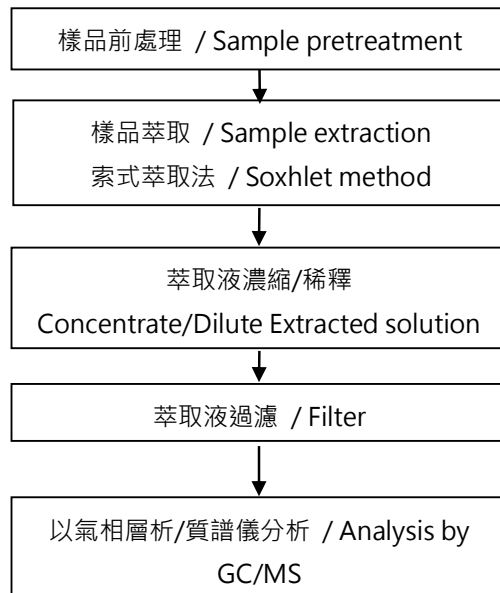 樣品前處理 / Sample pretreatment
樣品萃取 / Sample extraction
索式萃取法 / Soxhlet method
萃取液濃縮/稀釋
Concentrate/Dilute Extracted solution
萃取液過濾 / Filter
以氣相層析/質譜儀分析 / Analysis by
GC/MS